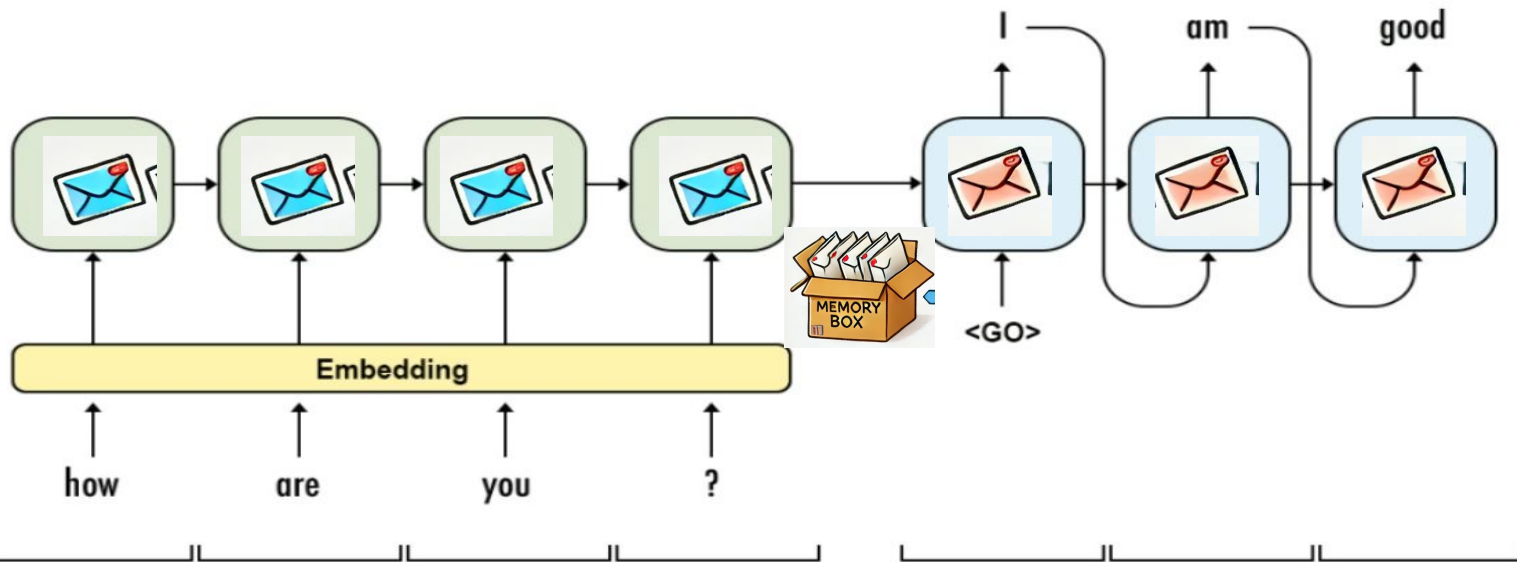 I am good
MEMORY
BOX
<GO>
Embedding
how are you ?